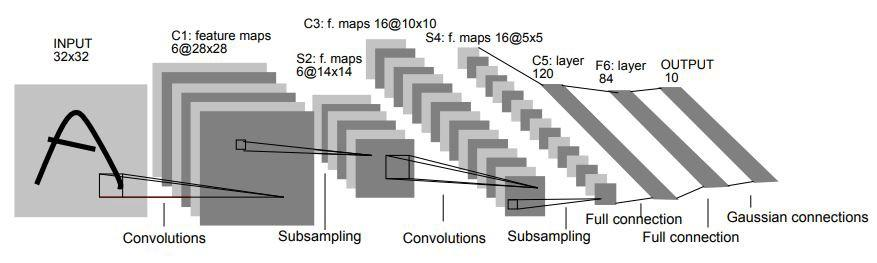 INPUT
32x32
C1: feature maps
6@28x28
S2: f. maps
6@14x14
C3: f. maps 16@10x10
S4: f. maps 16@5x5
C5: layer
120
F6: layer
84
OUTPUT
10
A
Convolutions
Subsampling
Convolutions
Subsampling
Full connection
Full connection
Gaussian connections